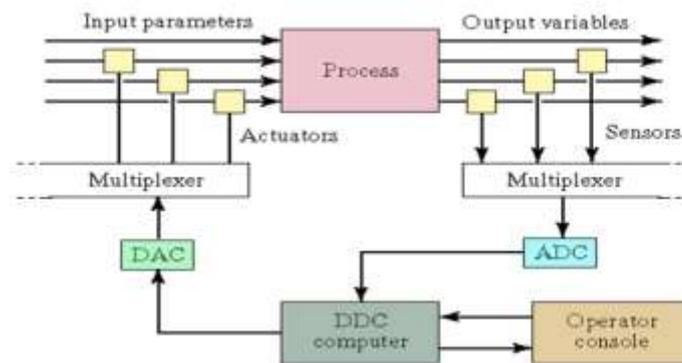 Input parameters
Output variables
Process
Actuators
Sensors
Multiplexer
Multiplexer
DAC
ADC
DDC
computer
Operator
console